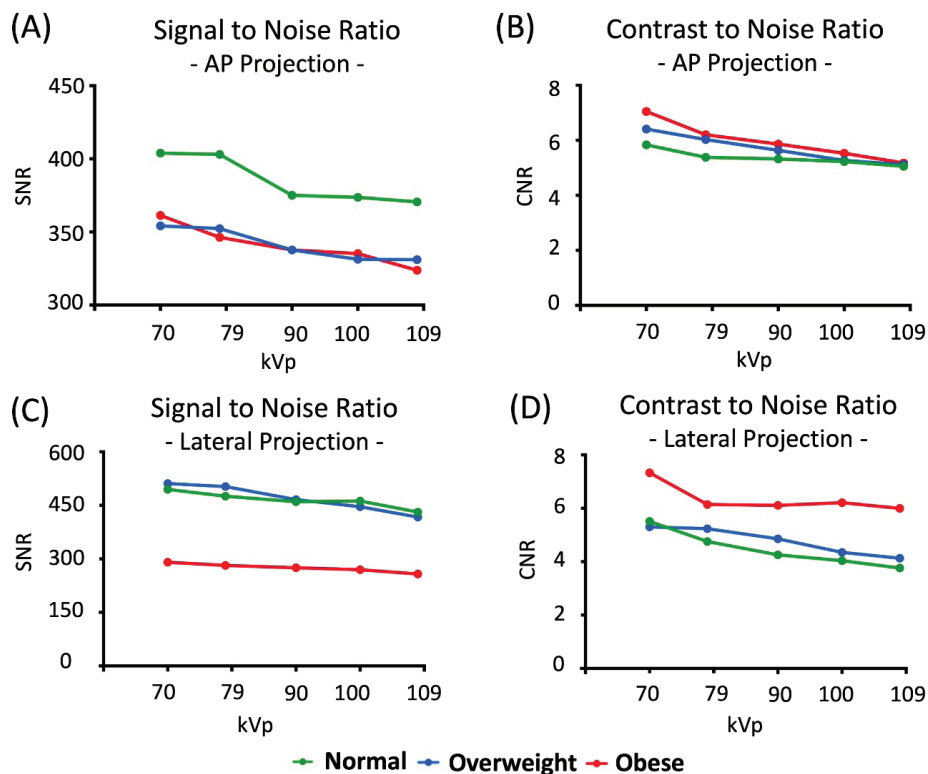 (A) Signal to Noise Ratio
- AP Projection -
450
400
350
300
SNR
70 79 90 100 109
kVp
(B) Contrast to Noise Ratio
- AP Projection -
8
6
4
2
0
CNR
70 79 90 100 109
kVp
(C) Signal to Noise Ratio
- Lateral Projection -
600
450
300
150
0
SNR
70 79 90 100 109
kVp
(D) Contrast to Noise Ratio
- Lateral Projection -
8
6
4
2
0
CNR
70 79 90 100 109
kVp
Normal Overweight Obese